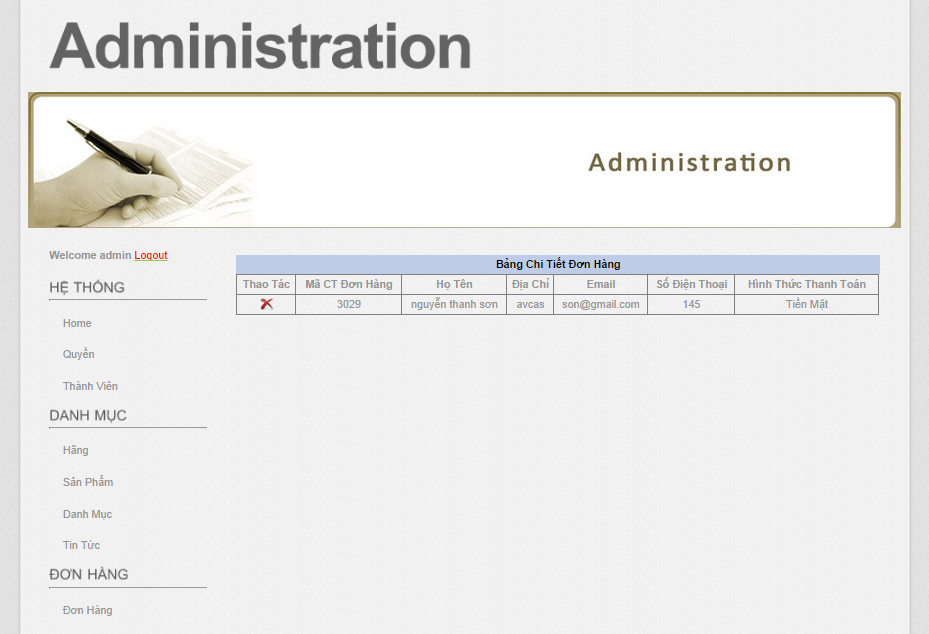 Administration
Administration
Welcome admin Logout
HỆ THỐNG
Home
Quyền
Thành Viên
DANH MỤC
Hãng
Sản Phẩm
Danh Mục
Tin Tức
ĐƠN HÀNG
Đơn Hàng
Bảng Chi Tiết Đơn Hàng
Thao Tác Mã CT Đơn Hàng Họ Tên Địa Chỉ Email Số Điện Thoại Hình Thức Thanh Toán
3029 nguyễn thanh sơn avcas son@gmail.com 145 Tiền Mặt